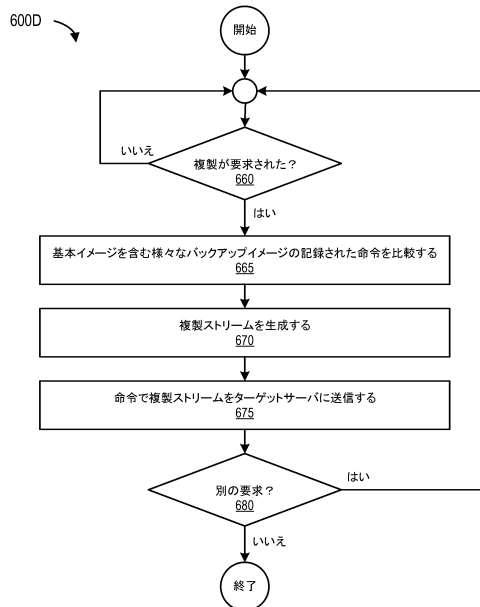 600D
開始
複製が要求された？
660
いいえ
はい
基本イメージを含む様々なバックアップイメージの記録された命令を比較する
665
複製ストリームを生成する
670
命令で複製ストリームをターゲットサーバに送信する
675
別の要求？
680
はい
いいえ
終了